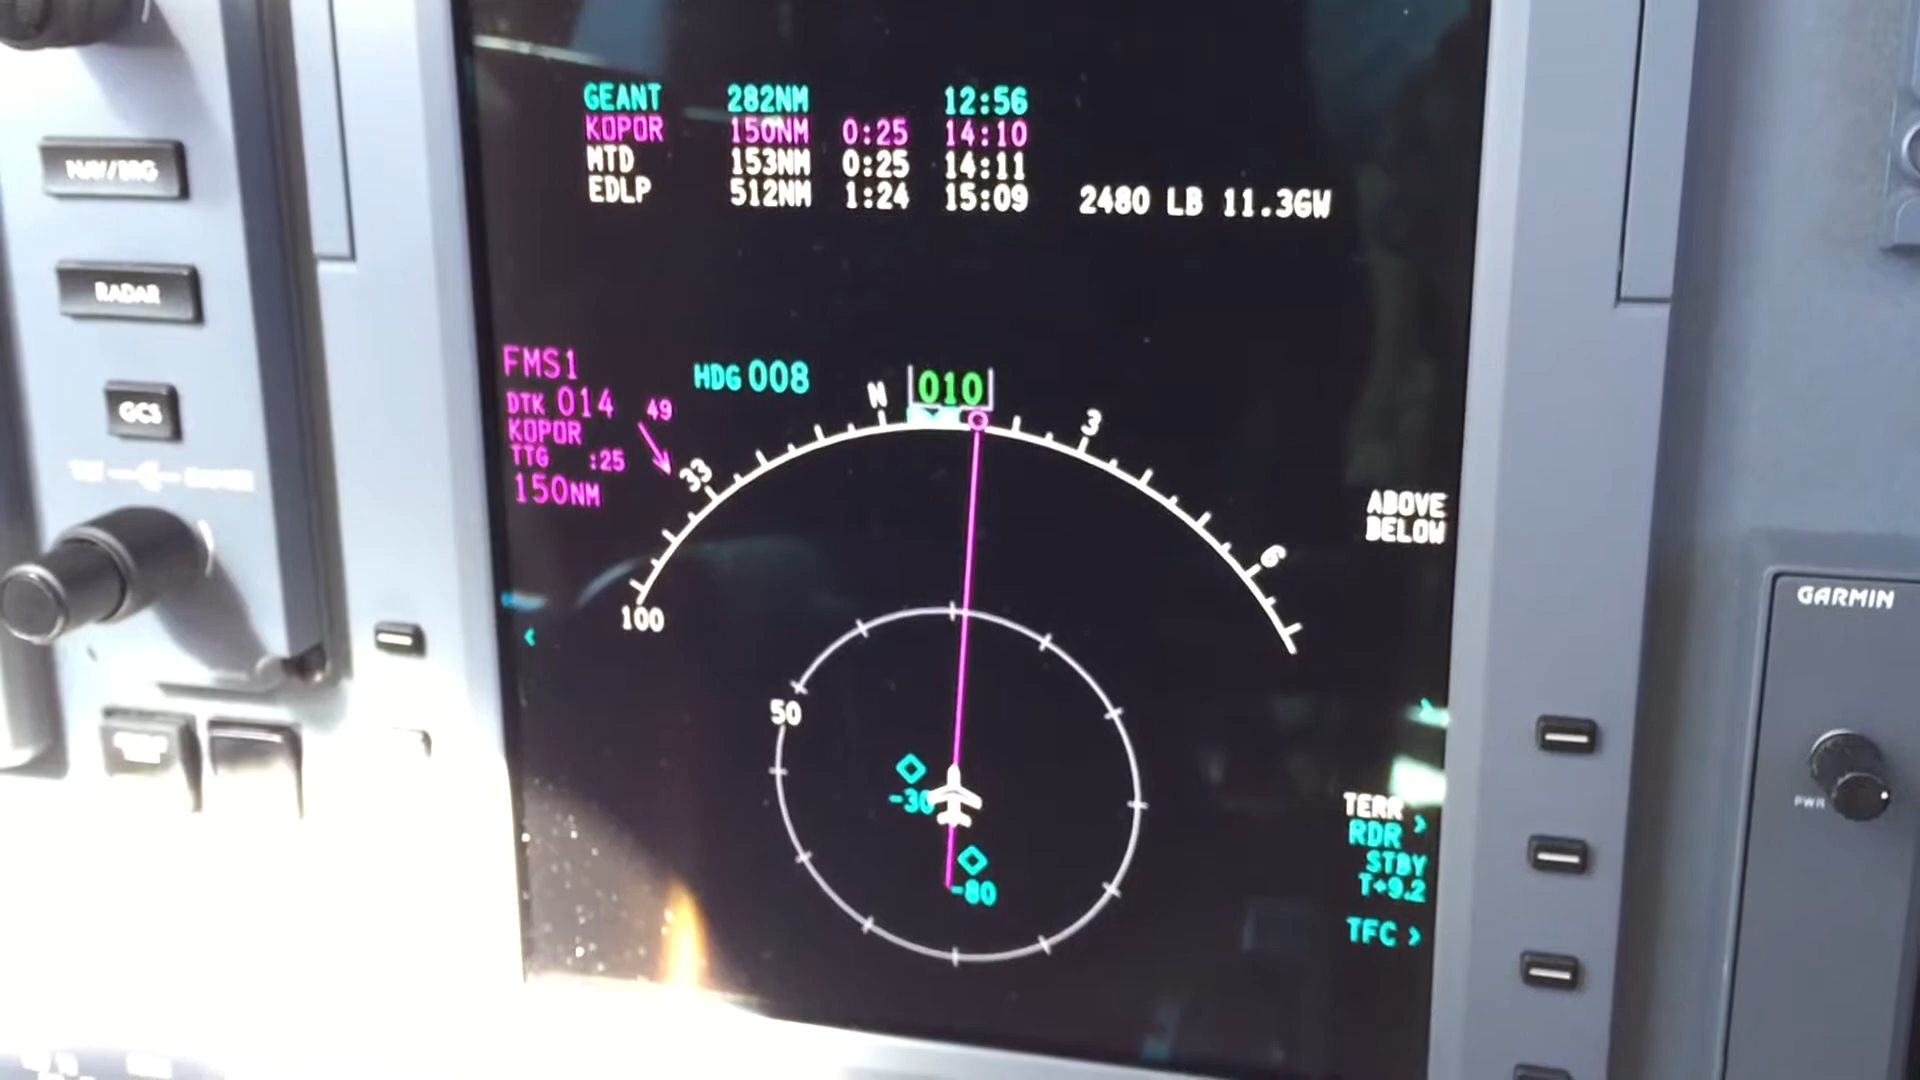 GEANT 282NM 12:56
KOPOR 150NM 0:25 14:10
MTD 153NM 0:25 14:11
EDLP 512NM 1:24 15:09 2480 LB 11.3GW
NAV/BRG
RADAR
GCS
FMS1
DTK 014 49
KOPOR
TTG :25
150NM
HDG 008
N
010
3
33
6
100
50
-30
-80
ABOVE
BELOW
TERR
RDR
STBY
T+9.2
TFC
GARMIN
PWR